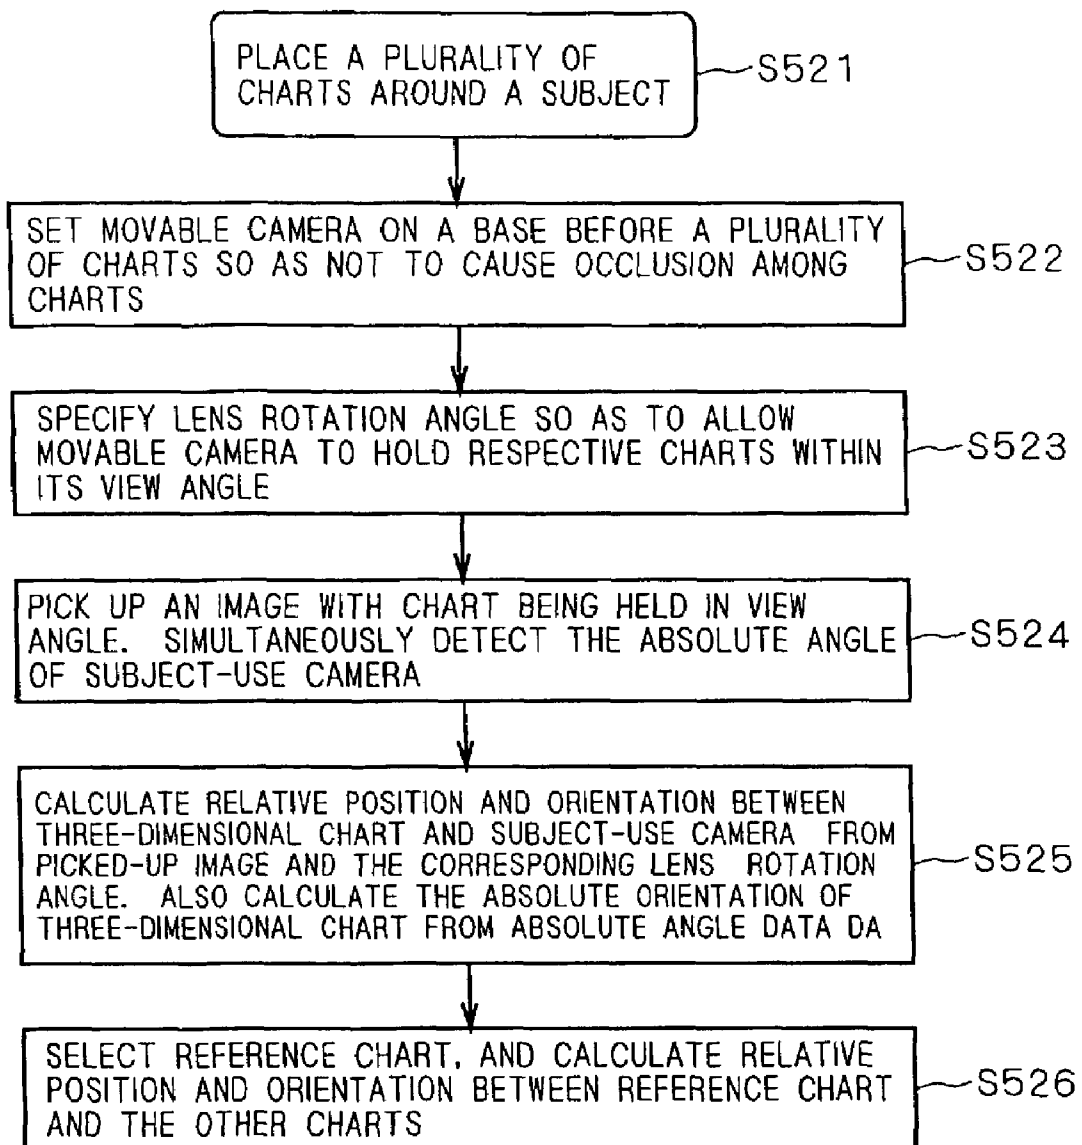 PLACE A PLURALITY OF
CHARTS AROUND A SUBJECT
S521
SET MOVABLE CAMERA ON A BASE BEFORE A PLURALITY
OF CHARTS SO AS NOT TO CAUSE OCCLUSION AMONG
CHARTS
S522
SPECIFY LENS ROTATION ANGLE SO AS TO ALLOW
MOVABLE CAMERA TO HOLD RESPECTIVE CHARTS WITHIN
ITS VIEW ANGLE
S523
PICK UP AN IMAGE WITH CHART BEING HELD IN VIEW
ANGLE. SIMULTANEOUSLY DETECT THE ABSOLUTE ANGLE
OF SUBJECT-USE CAMERA
S524
CALCULATE RELATIVE POSITION AND ORIENTATION BETWEEN
THREE-DIMENSIONAL CHART AND SUBJECT-USE CAMERA FROM
PICKED-UP IMAGE AND THE CORRESPONDING LENS ROTATION
ANGLE. ALSO CALCULATE THE ABSOLUTE ORIENTATION OF
THREE-DIMENSIONAL CHART FROM ABSOLUTE ANGLE DATA DA
S525
SELECT REFERENCE CHART, AND CALCULATE RELATIVE
POSITION AND ORIENTATION BETWEEN REFERENCE CHART
AND THE OTHER CHARTS
S526